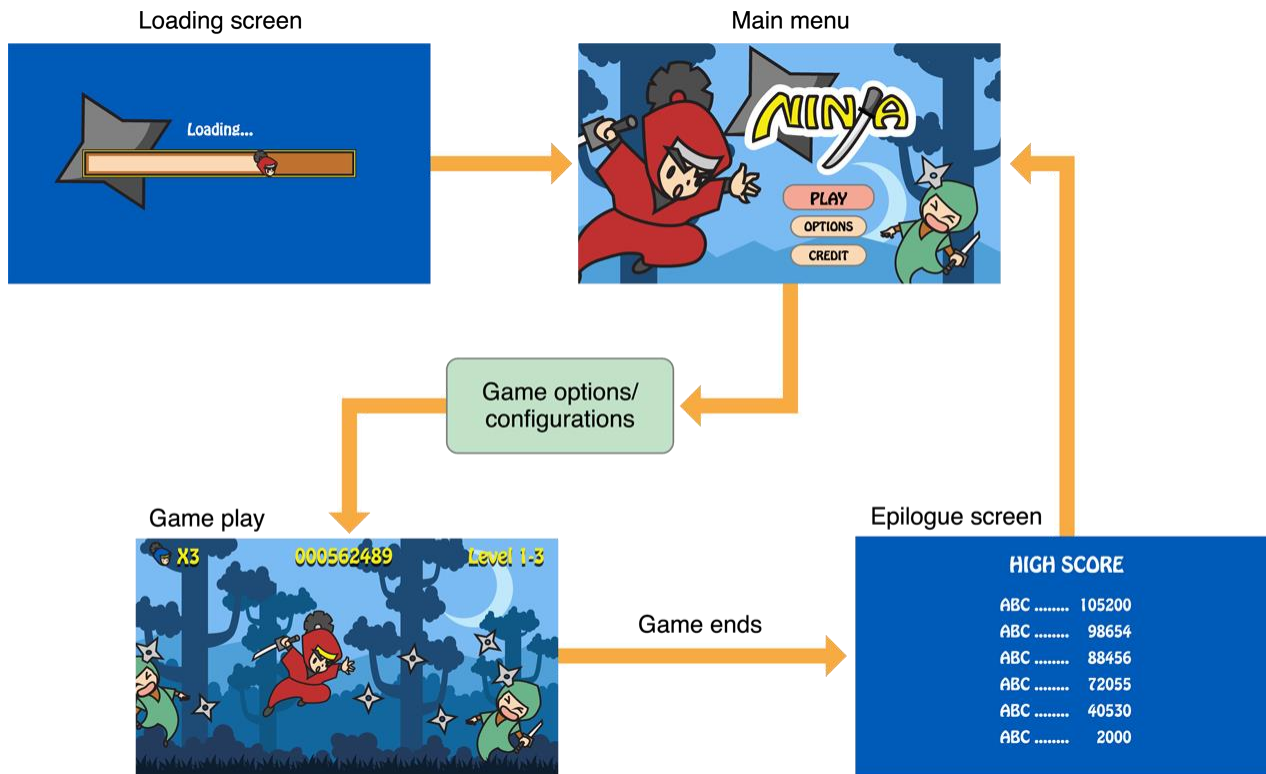 Loading screen
Main menu
Loading...
NINJA
PLAY
OPTIONS
CREDIT
Game options/
configurations
Game play
X3
000562489
Level 1-3
Game ends
Epilogue screen
HIGH SCORE
ABC ........ 105200
ABC ........ 98654
ABC ........ 88456
ABC ........ 72055
ABC ........ 40530
ABC ........ 2000